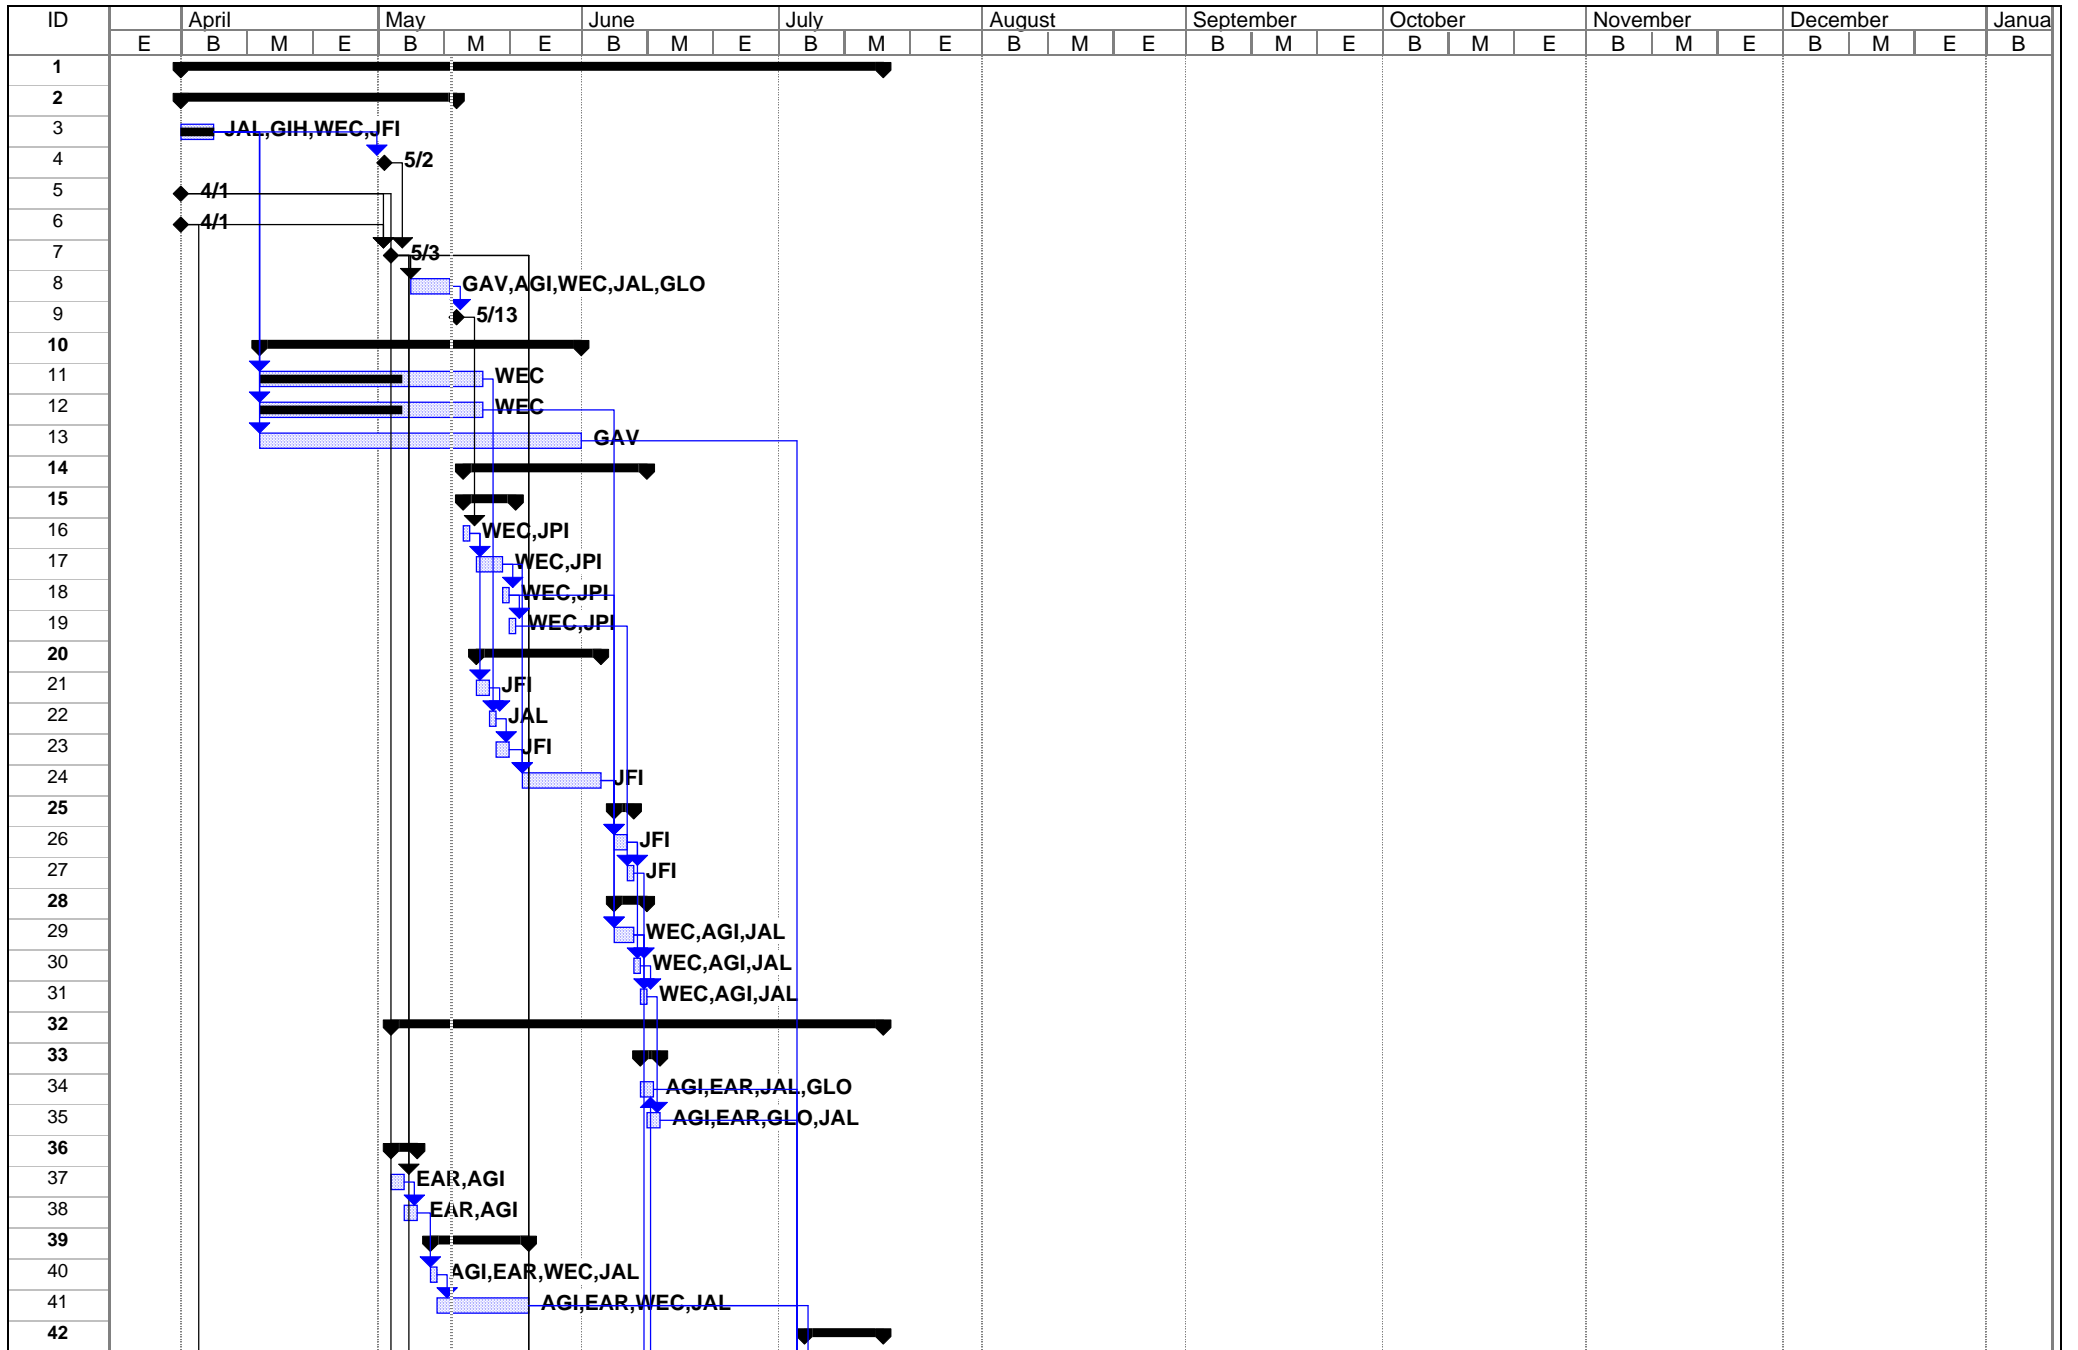 ID April May June July August September October November December Janua
E B M E B M E B M E B M E B M E B M E B M E B M E B M E B
1
2
3 JAL,GIH,WEC,JFI
4 5/2
5 4/1
6 4/1
7 5/3
8 GAV,AGI,WEC,JAL,GLO
9 5/13
10
11 WEC
12 WEC
13 GAV
14
15
16 WEC,JPI
17 WEC,JPI
18 WEC,JPI
19 WEC,JPI
20
21 JFI
22 JAL
23 JFI
24 JFI
25
26 JFI
27 JFI
28
29 WEC,AGI,JAL
30 WEC,AGI,JAL
31 WEC,AGI,JAL
32
33
34 AGI,EAR,JAL,GLO
35 AGI,EAR,GLO,JAL
36
37 EAR,AGI
38 EAR,AGI
39
40 AGI,EAR,WEC,JAL
41 AGI,EAR,WEC,JAL
42